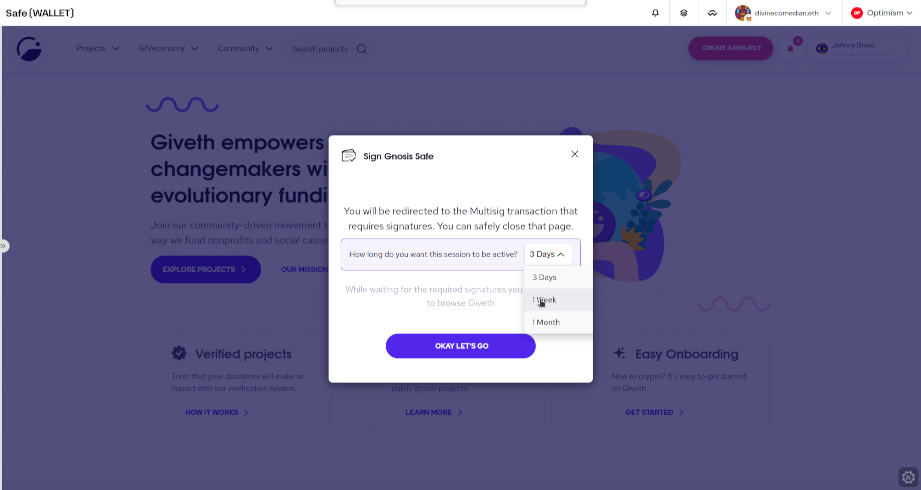 Safe{WALLET}
divinecomedian.eth
OP
Optimism
Projects
GIVeconomy
Community
Search projects
CREATE A PROJECT
Johnny Brave
Giveth empowers
changemakers wi
evolutionary fundi
Join our community-driven movement t
way we fund nonprofits and social cause
EXPLORE PROJECTS
OUR MISSION
Sign Gnosis Safe
You will be redirected to the Multisig transaction that
requires signatures. You can safely close that page.
How long do you want this session to be active?
3 Days
3 Days
1 Week
1 Month
While waiting for the required signatures you
to browse Giveth
OKAY LET'S GO
Verified projects
Trust that your donations will make an
impact with our verification system.
HOW IT WORKS
public goods projects.
LEARN MORE
Easy Onboarding
New to crypto? it's easy to get started
on Giveth.
GET STARTED